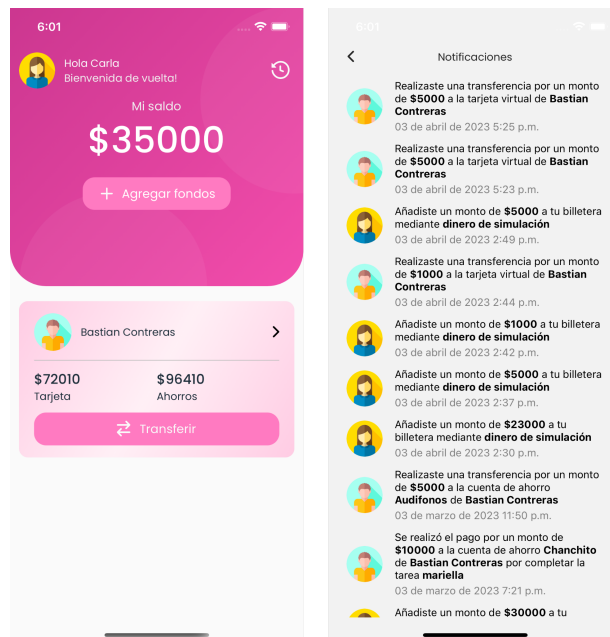 6:01
Hola Carla
Bienvenida de vuelta!
Mi saldo
$35000
+ Agregar fondos
Bastian Contreras
$72010
$96410
Tarjeta
Ahorros
Transferir
6:01
Notificaciones
Realizaste una transferencia por un monto
de $5000 a la tarjeta virtual de Bastian
Contreras
03 de abril de 2023 5:25 p.m.
Realizaste una transferencia por un monto
de $5000 a la tarjeta virtual de Bastian
Contreras
03 de abril de 2023 5:23 p.m.
Añadiste un monto de $5000 a tu billetera
mediante dinero de simulación
03 de abril de 2023 2:49 p.m.
Realizaste una transferencia por un monto
de $1000 a la tarjeta virtual de Bastian
Contreras
03 de abril de 2023 2:44 p.m.
Añadiste un monto de $1000 a tu billetera
mediante dinero de simulación
03 de abril de 2023 2:42 p.m.
Añadiste un monto de $5000 a tu billetera
mediante dinero de simulación
03 de abril de 2023 2:37 p.m.
Añadiste un monto de $23000 a tu
billetera mediante dinero de simulación
03 de abril de 2023 2:30 p.m.
Realizaste una transferencia por un monto
de $5000 a la cuenta de ahorro
Audifonos de Bastian Contreras
03 de marzo de 2023 11:50 p.m.
Se realizó el pago por un monto de
$10000 a la cuenta de ahorro Chanchito
de Bastian Contreras por completar la
tarea mariella
03 de marzo de 2023 7:21 p.m.
Añadiste un monto de $30000 a tu